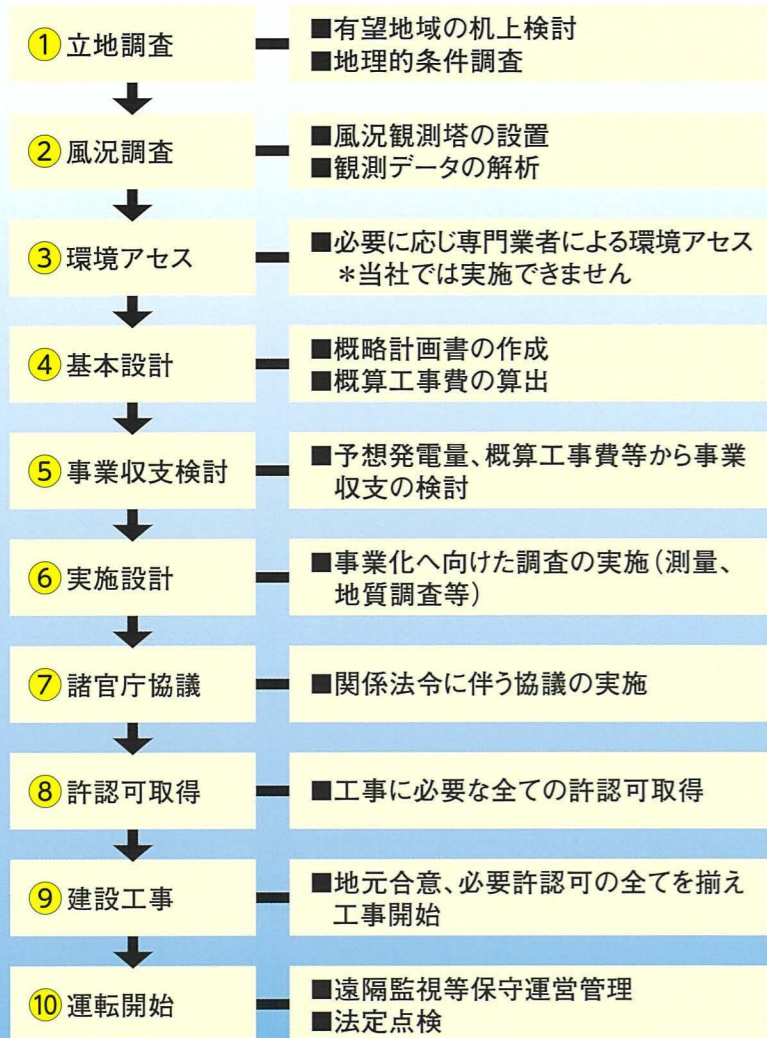 ① 立地調査
■有望地域の机上検討
■地理的条件調査
② 風況調査
■風況観測塔の設置
■観測データの解析
③ 環境アセス
■必要に応じ専門業者による環境アセス
＊当社では実施できません
④ 基本設計
■概略計画書の作成
■概算工事費の算出
⑤ 事業収支検討
■予想発電量、概算工事費等から事業
収支の検討
⑥ 実施設計
■事業化へ向けた調査の実施（測量、
地質調査等）
⑦ 諸官庁協議
■関係法令に伴う協議の実施
⑧ 許認可取得
■工事に必要な全ての許認可取得
⑨ 建設工事
■地元合意、必要許認可の全てを揃え
工事開始
⑩ 運転開始
■遠隔監視等保守運営管理
■法定点検